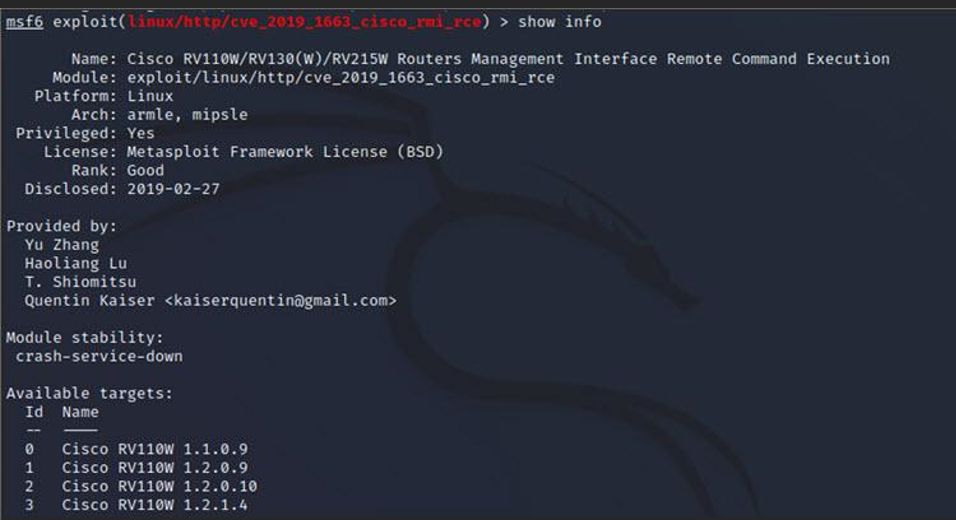 msf6 exploit(linux/http/cve_2019_1663_cisco_rmi_rce) > show info
Name: Cisco RV110W/RV130(W)/RV215W Routers Management Interface Remote Command Execution
Module: exploit/linux/http/cve_2019_1663_cisco_rmi_rce
Platform: Linux
Arch: armle, mipsle
Privileged: Yes
License: Metasploit Framework License (BSD)
Rank: Good
Disclosed: 2019-02-27
Provided by:
Yu Zhang
Haoliang Lu
T. Shiomitsu
Quentin Kaiser <kaiserquentin@gmail.com>
Module stability:
crash-service-down
Available targets:
Id  Name
--  ----
0   Cisco RV110W 1.1.0.9
1   Cisco RV110W 1.2.0.9
2   Cisco RV110W 1.2.0.10
3   Cisco RV110W 1.2.1.4